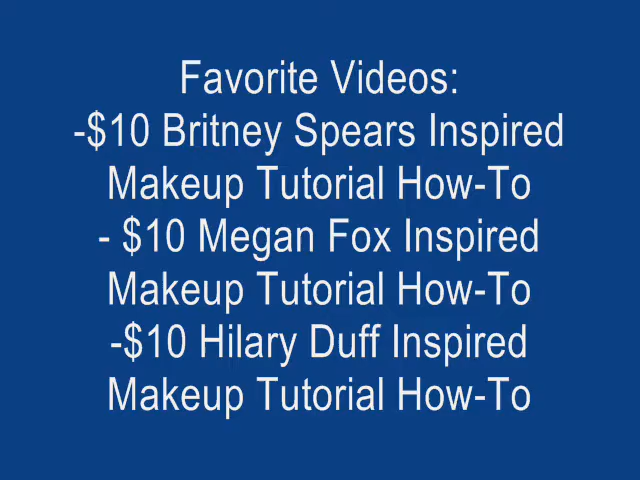 Favorite Videos:
-$10 Britney Spears Inspired
Makeup Tutorial How-To
- $10 Megan Fox Inspired
Makeup Tutorial How-To
-$10 Hilary Duff Inspired
Makeup Tutorial How-To